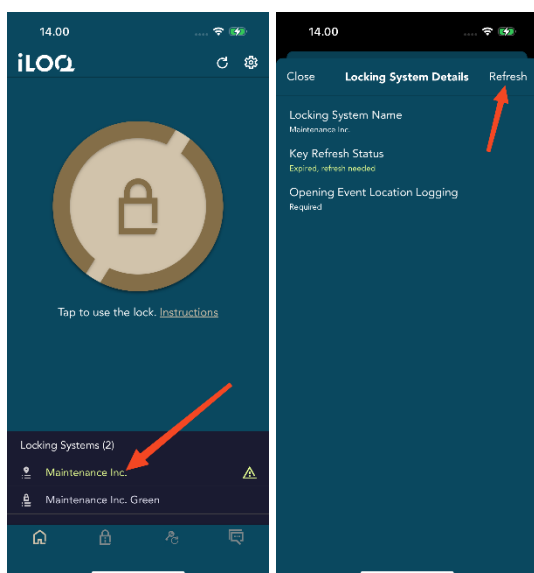 14.00
iLOQ
Tap to use the lock. Instructions
Locking Systems (2)
Maintenance Inc.
Maintenance Inc. Green
14.00
Close Locking System Details Refresh
Locking System Name
Maintenance Inc.
Key Refresh Status
Expired, refresh needed
Opening Event Location Logging
Required